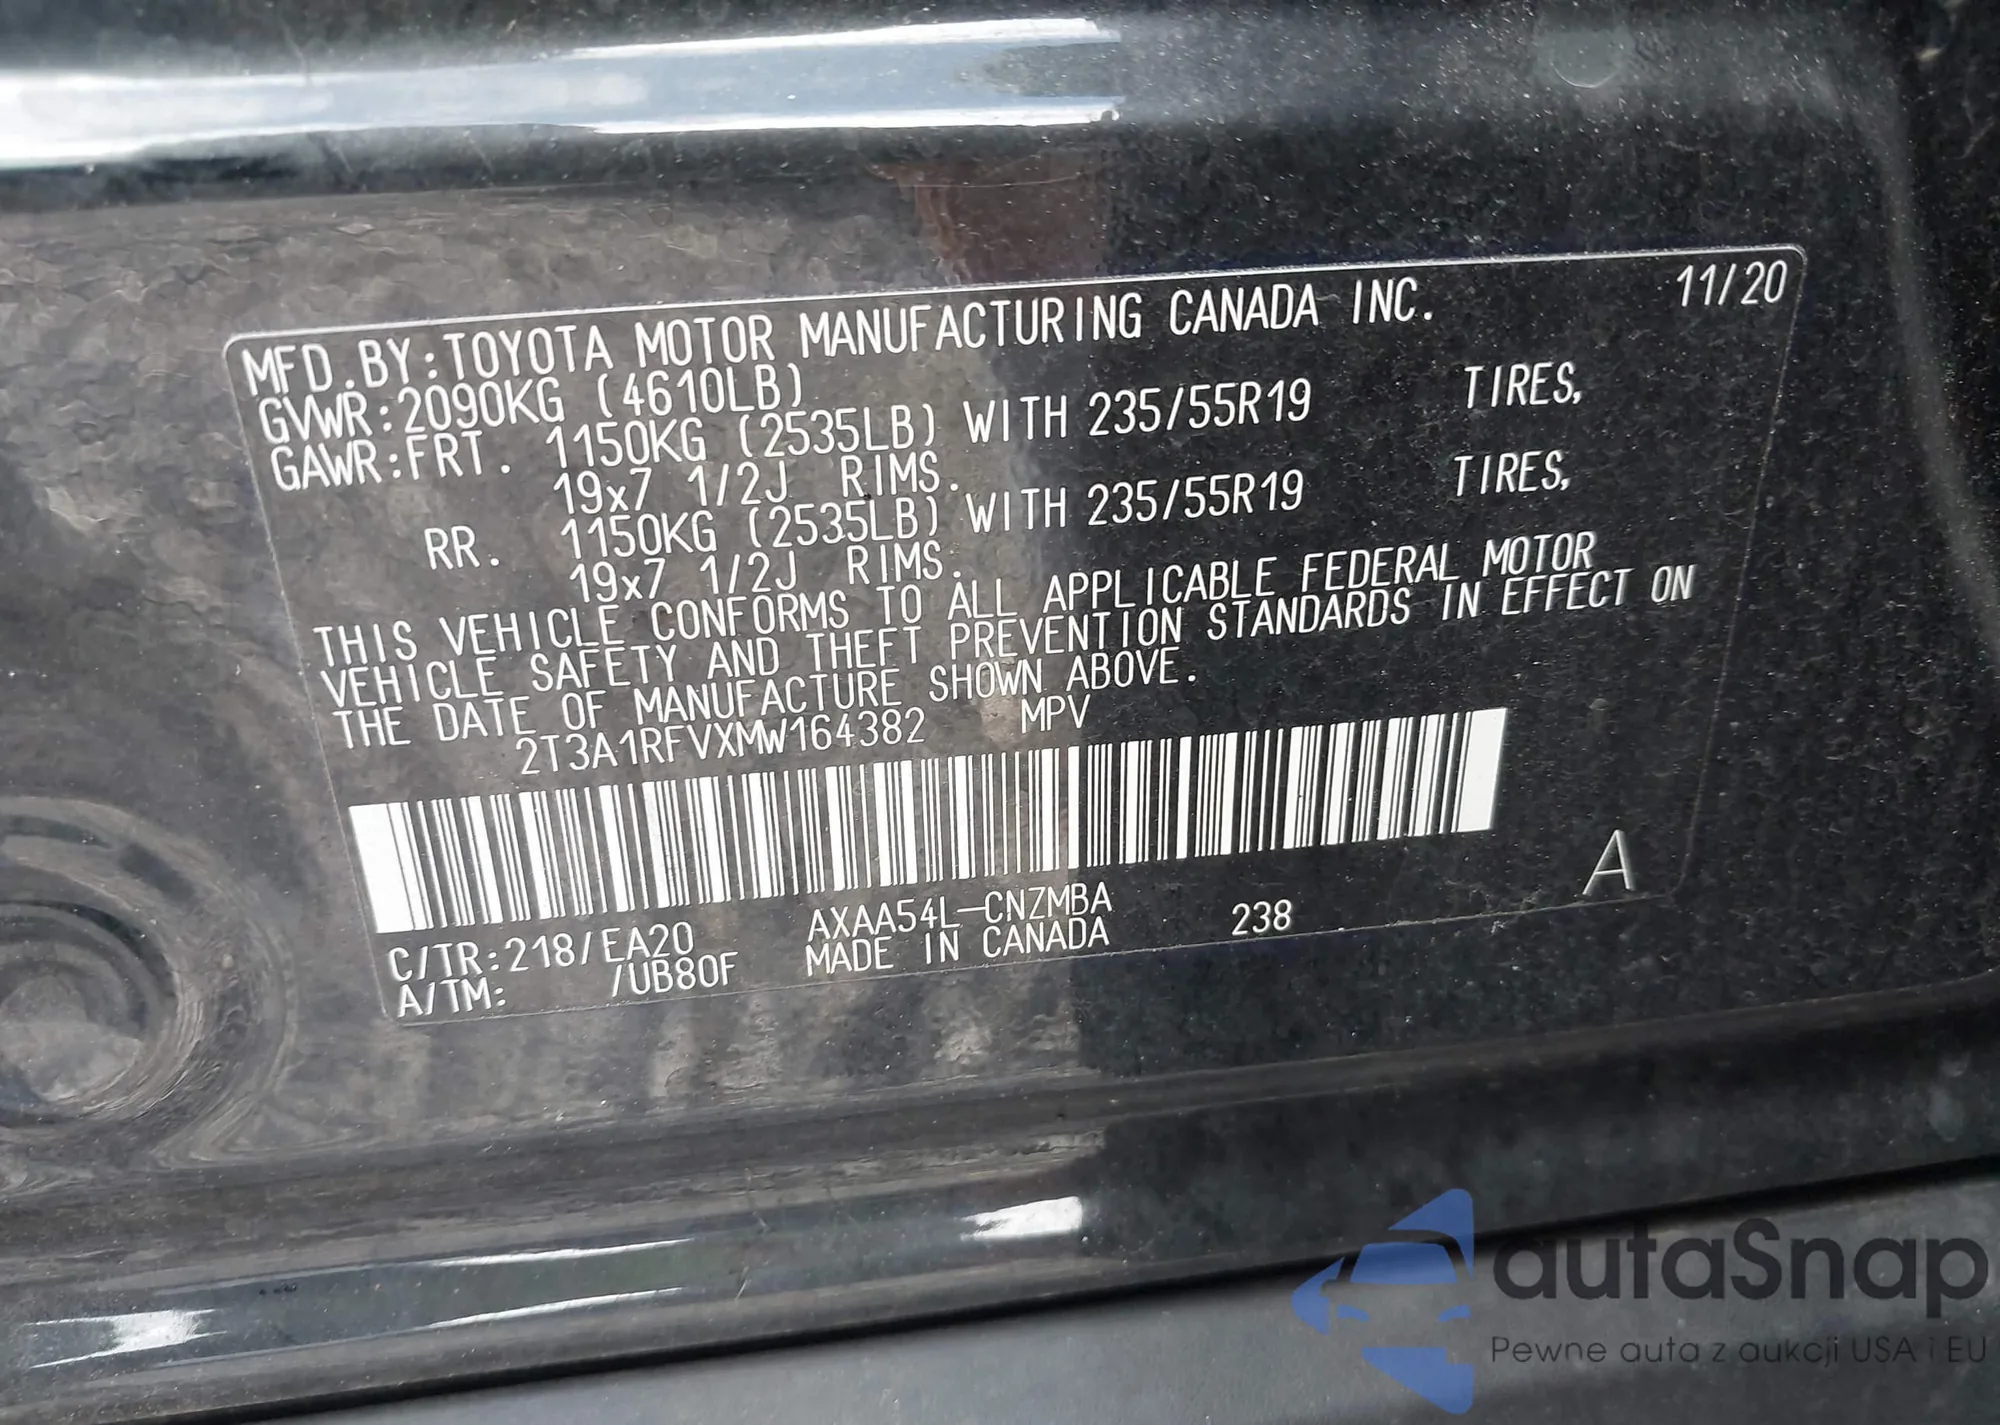 MFD.BY:TOYOTA MOTOR MANUFACTURING CANADA INC. 11/20
GVWR:2090KG (4610LB)
GAWR:FRT. 1150KG (2535LB) WITH 235/55R19 TIRES,
19x7 1/2J RIMS.
RR. 1150KG (2535LB) WITH 235/55R19 TIRES,
19x7 1/2J RIMS.
THIS VEHICLE CONFORMS TO ALL APPLICABLE FEDERAL MOTOR
VEHICLE SAFETY AND THEFT PREVENTION STANDARDS IN EFFECT ON
THE DATE OF MANUFACTURE SHOWN ABOVE.
2T3A1RFVXMW164382 MPV
C/TR:218/EA20 AXAA54L-CNZMBA 238 A
A/TM: /UB80F MADE IN CANADA
autaSnap
Pewne auta z aukcji USA i EU